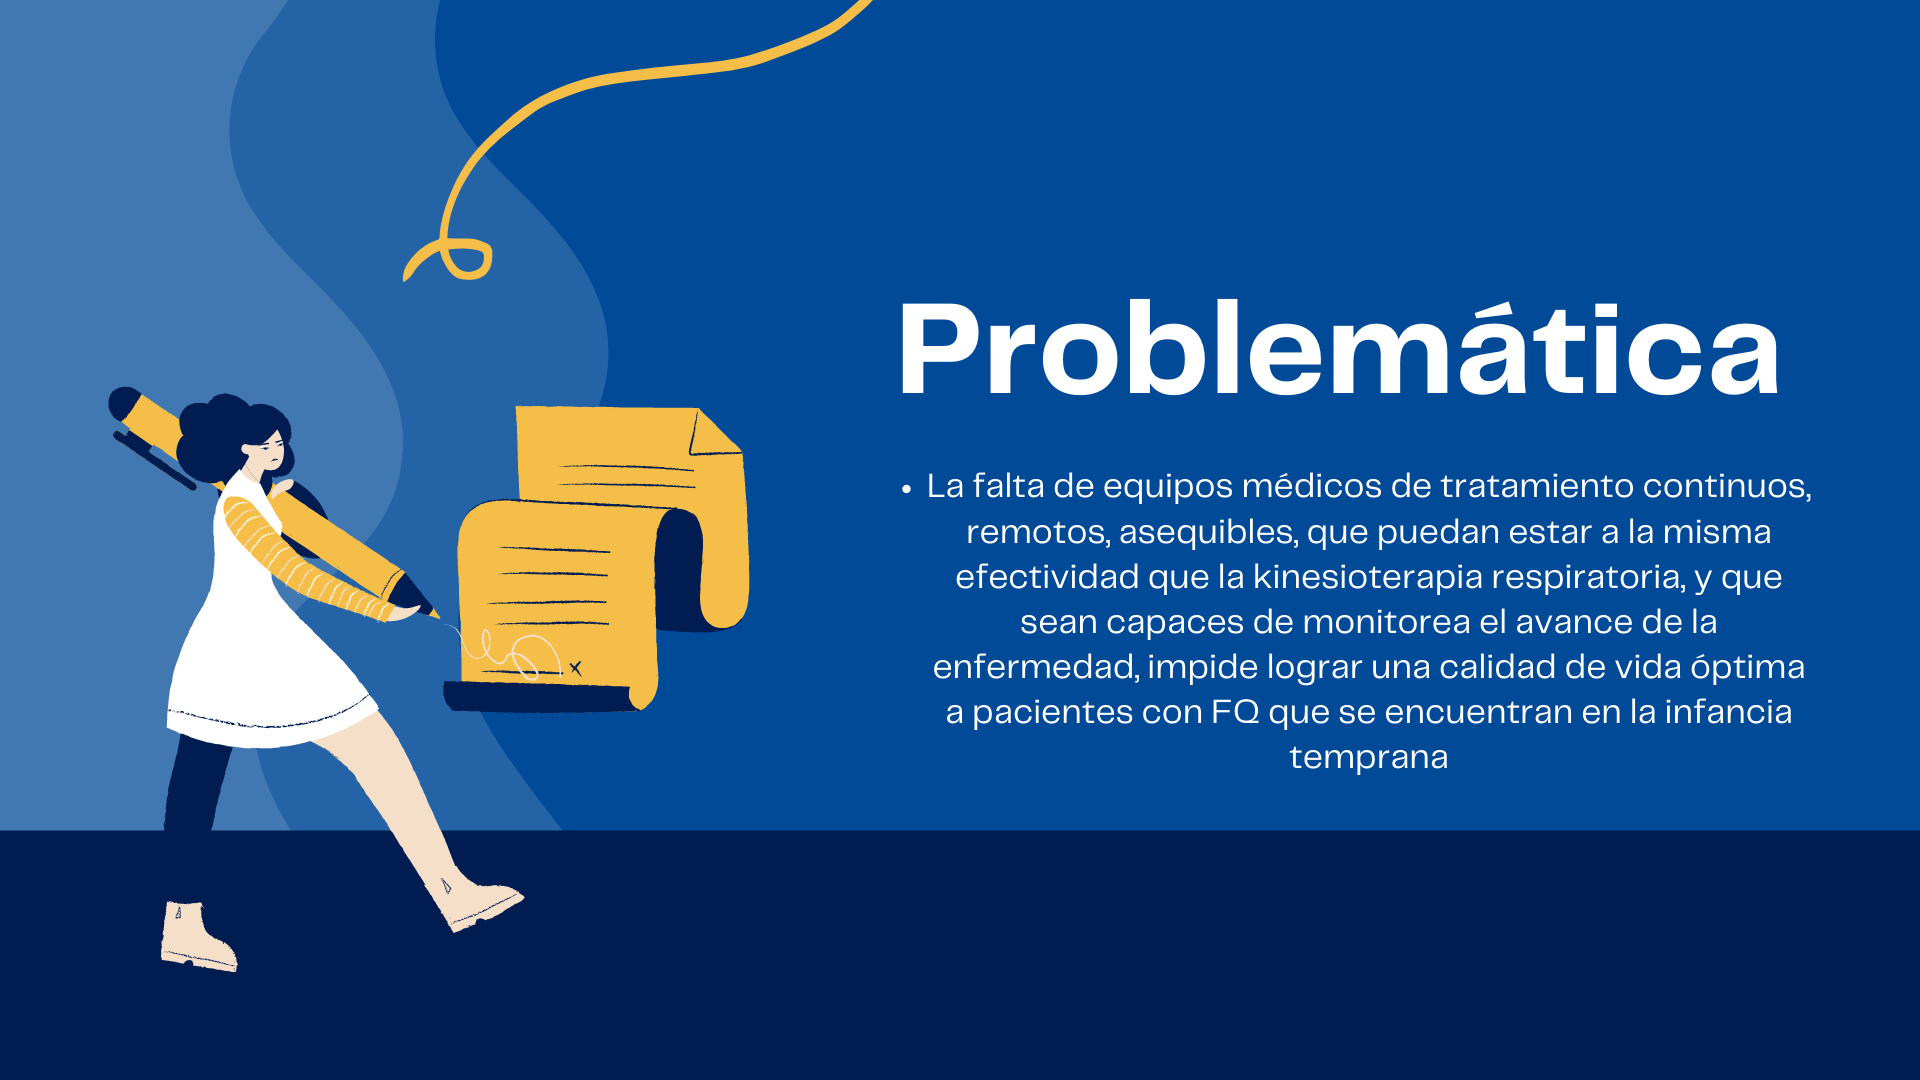 Problemática
• La falta de equipos médicos de tratamiento continuos,
remotos, asequibles, que puedan estar a la misma
efectividad que la kinesioterapia respiratoria, y que
sean capaces de monitorea el avance de la
enfermedad, impide lograr una calidad de vida óptima
a pacientes con FQ que se encuentran en la infancia
temprana